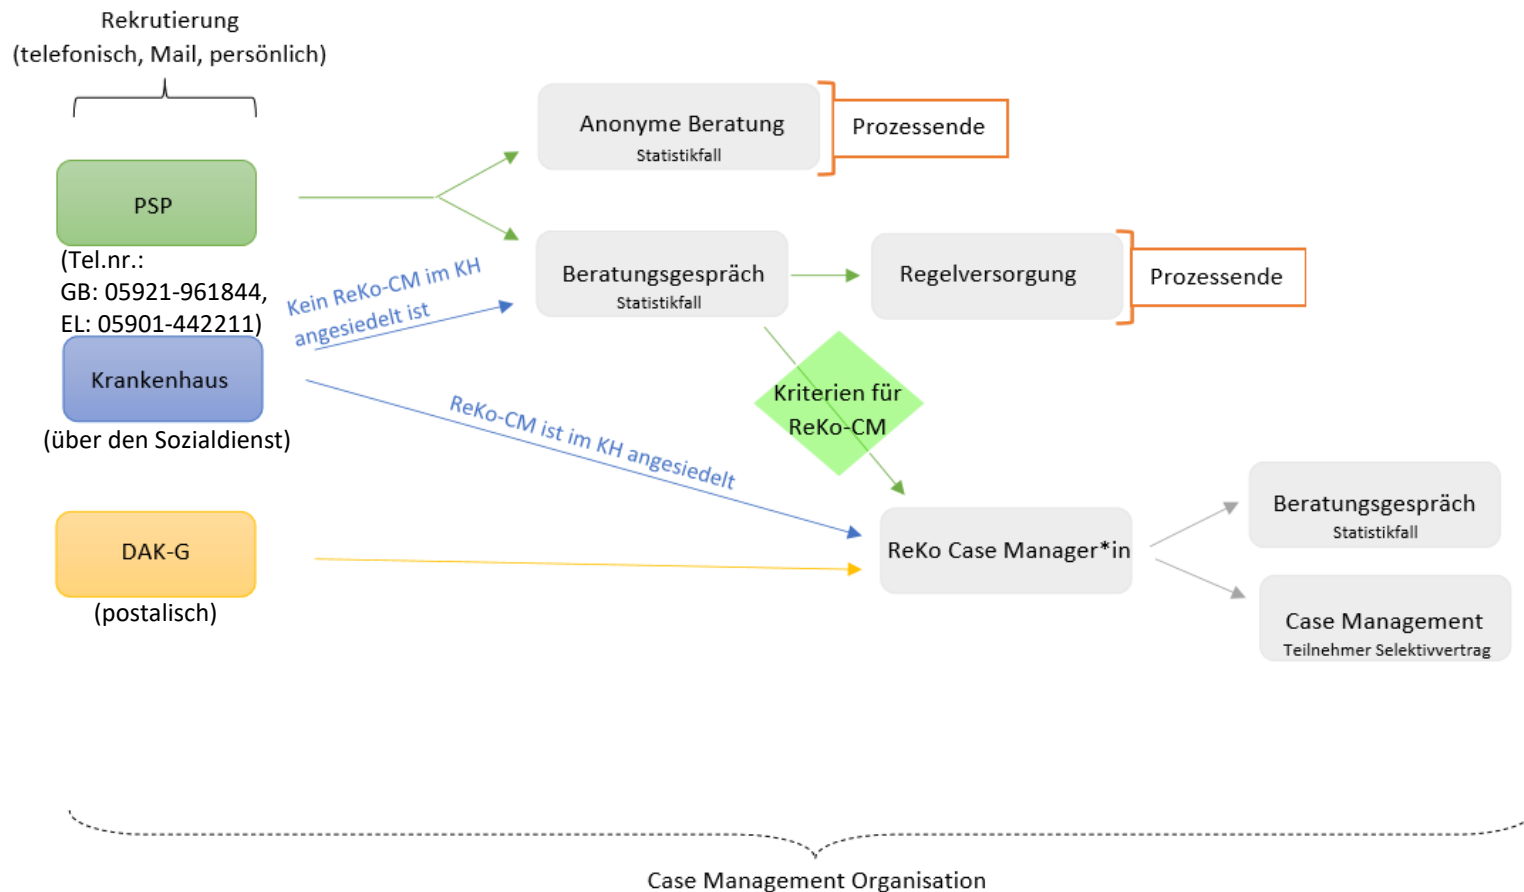 Rekrutierung
(telefonisch, Mail, persönlich)
Anonyme Beratung
Statistikfall
Prozessende
PSP
(Tel.nr.:
GB: 05921-961844,
EL: 05901-442211)
Kein ReKo-CM im KH
angesiedelt ist
Beratungsgespräch
Statistikfall
Regelversorgung
Prozessende
Krankenhaus
(über den Sozialdienst)
ReKo-CM ist im KH angesiedelt
Kriterien für
ReKo-CM
DAK-G
(postalisch)
ReKo Case Manager*in
Beratungsgespräch
Statistikfall
Case Management
Teilnehmer Selektivvertrag
Case Management Organisation